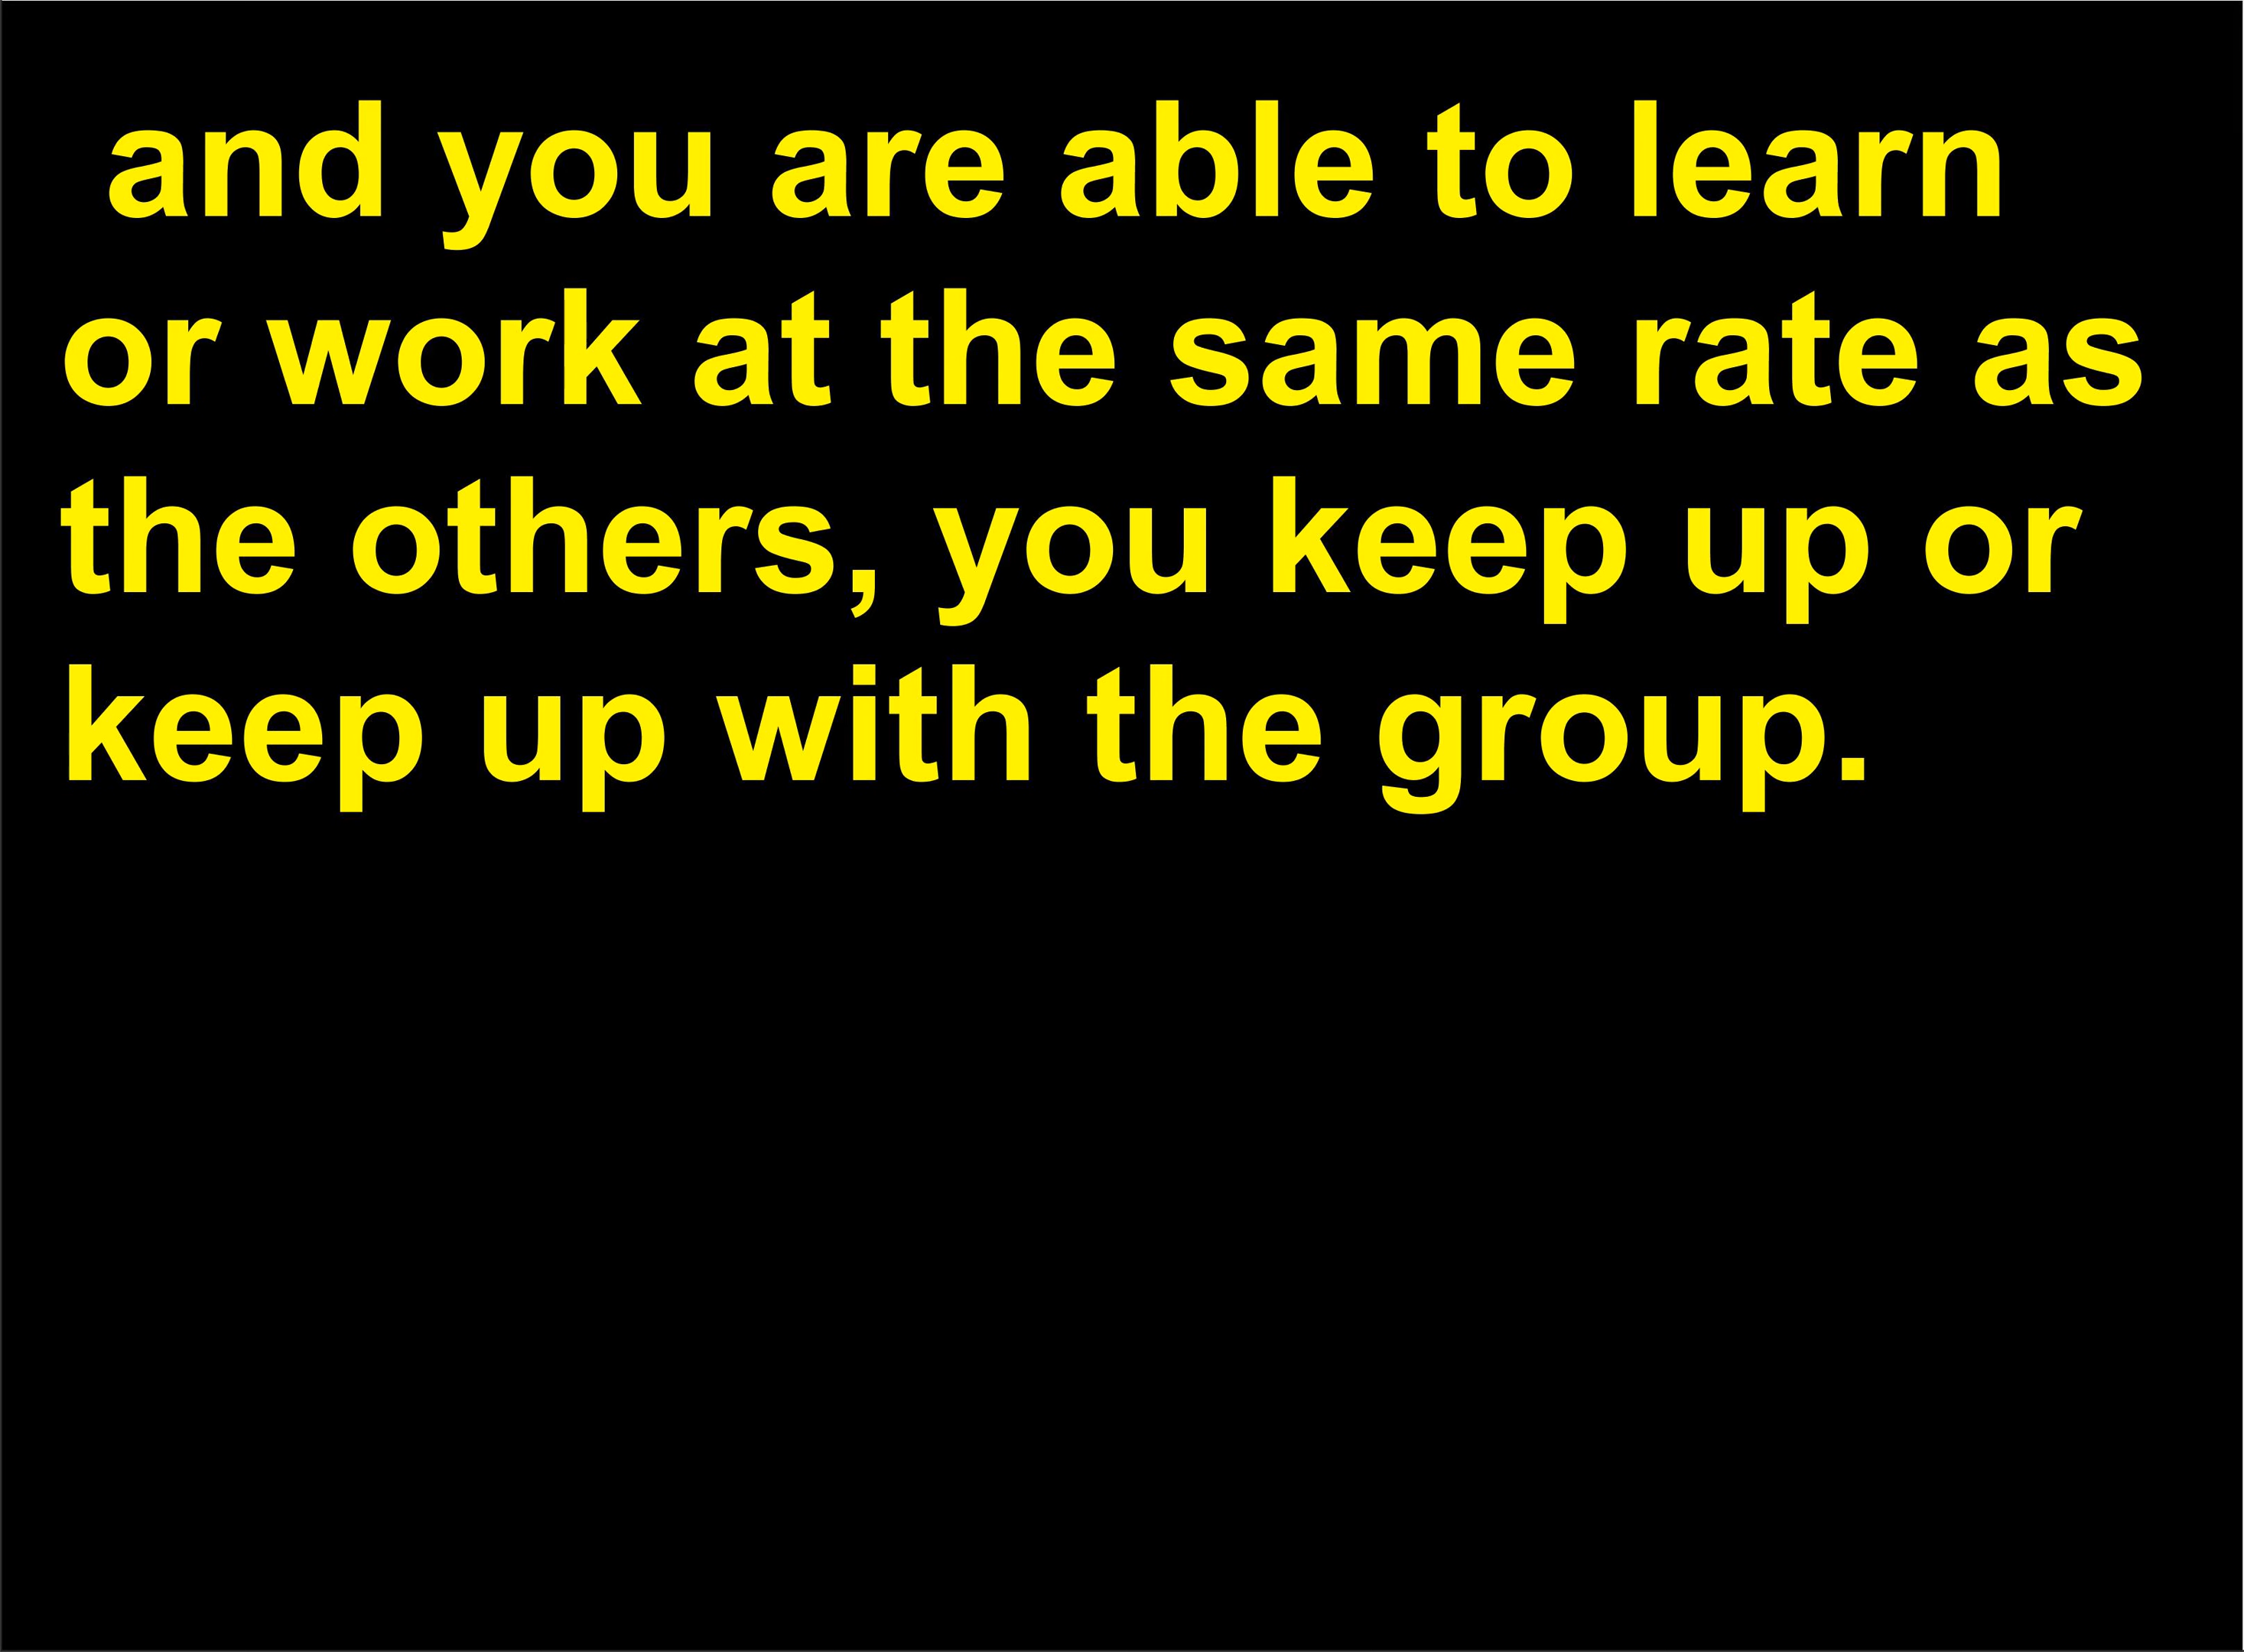 and you are able to learn
or work at the same rate as
the others, you keep up or
keep up with the group.